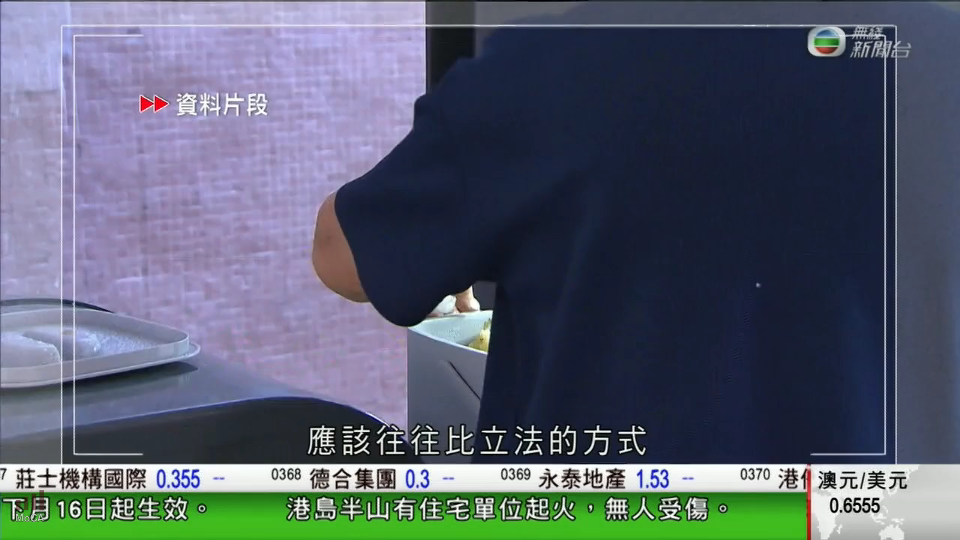 無綫
新聞台
資料片段
應該往往比立法的方式
7 莊士機構國際 0.355 -- 0368 德合集團 0.3 -- 0369 永泰地產 1.53 -- 0370 港
澳元/美元
0.6555
下月16日起生效。 港島半山有住宅單位起火，無人受傷。